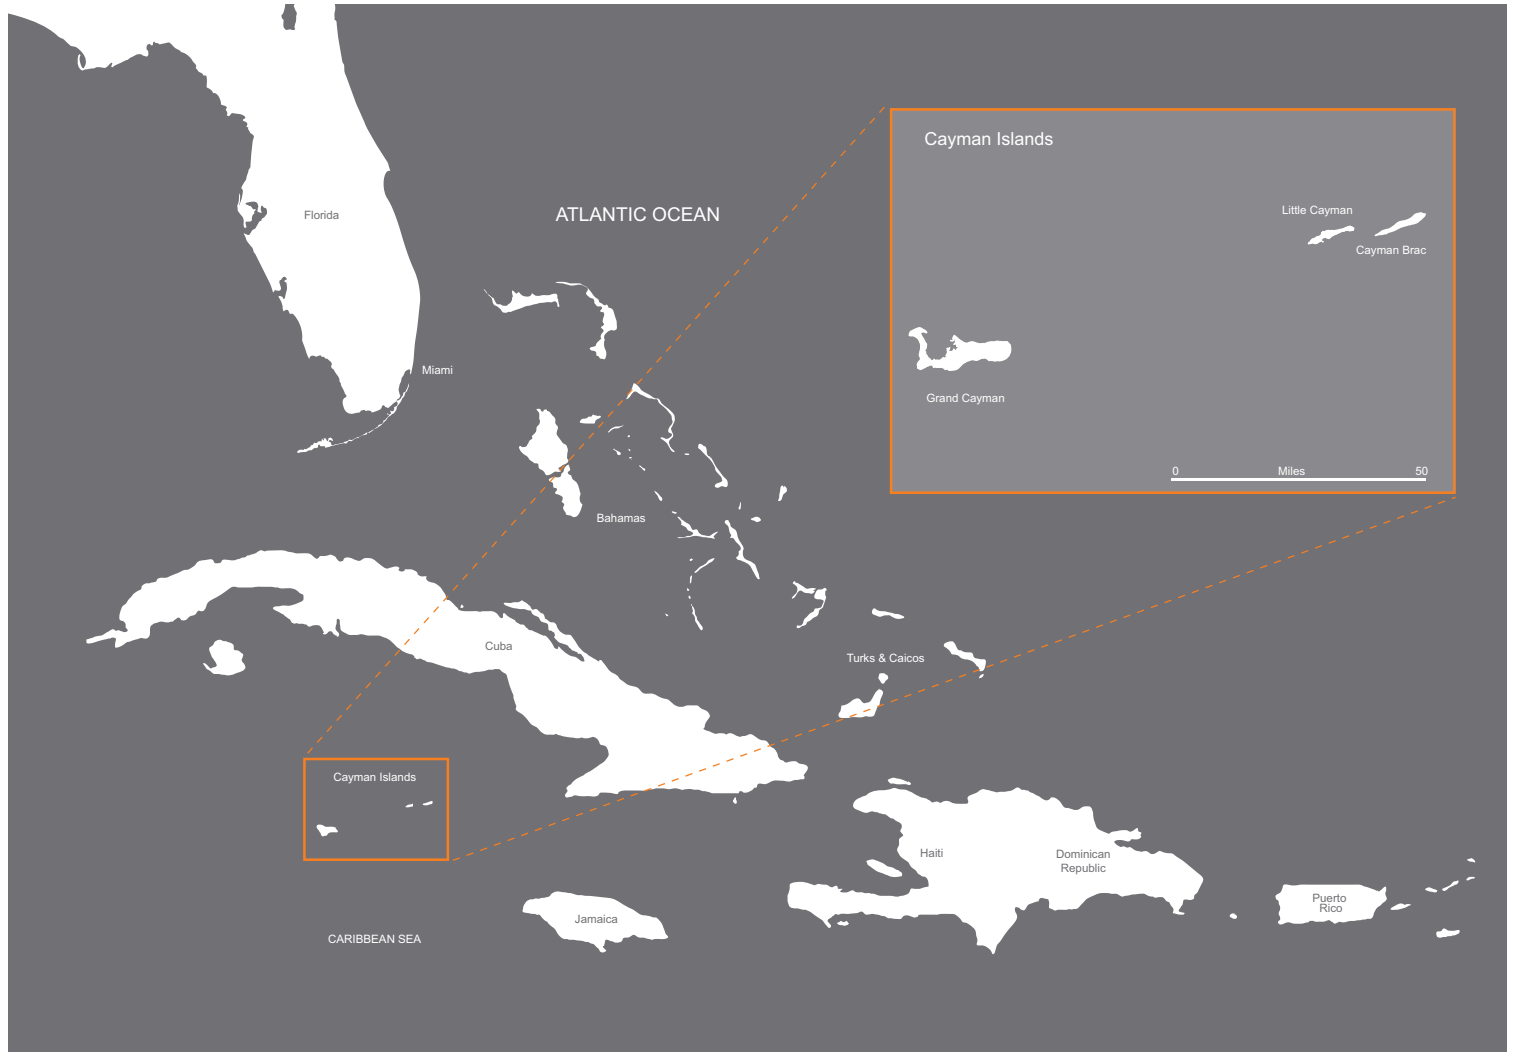 Cayman Islands
Little Cayman
Florida
ATLANTIC OCEAN
Cayman Brac
Miami
Grand Cayman
0 Miles 50
Bahamas
Cuba
Turks & Caicos
Cayman Islands
Haiti
Dominican
Republic
Puerto
Rico
Jamaica
CARIBBEAN SEA